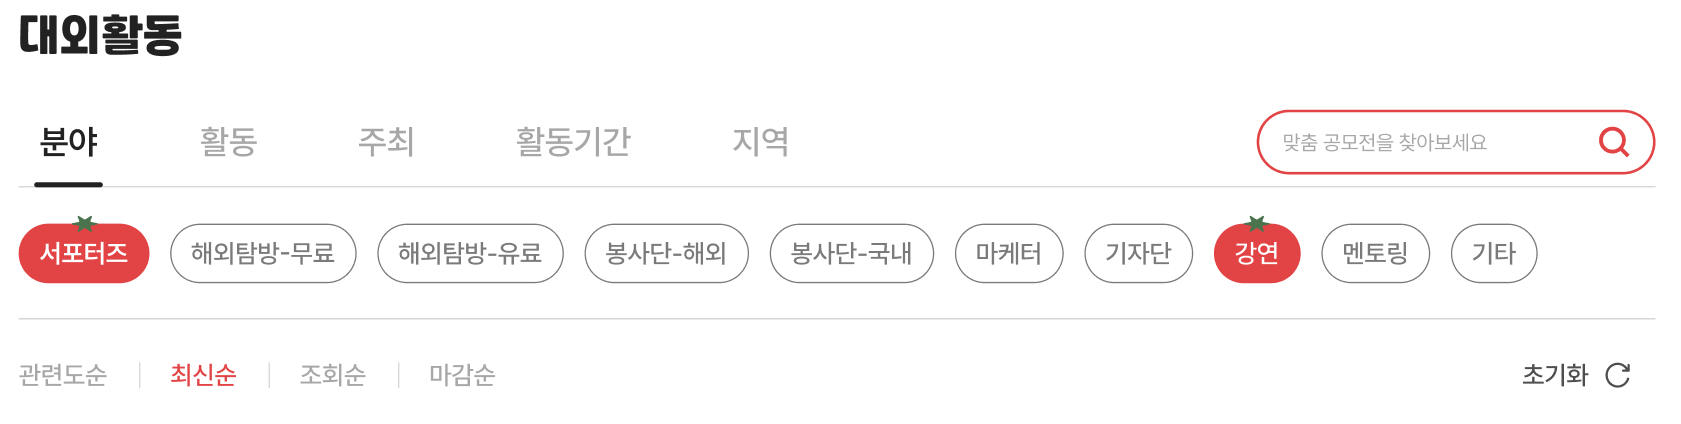 대외활동
분야 활동 주최 활동기간 지역 맞춤 공모전을 찾아보세요
서포터즈 해외탐방-무료 해외탐방-유료 봉사단-해외 봉사단-국내 마케터 기자단 강연 멘토링 기타
관련도순 최신순 조회순 마감순 초기화